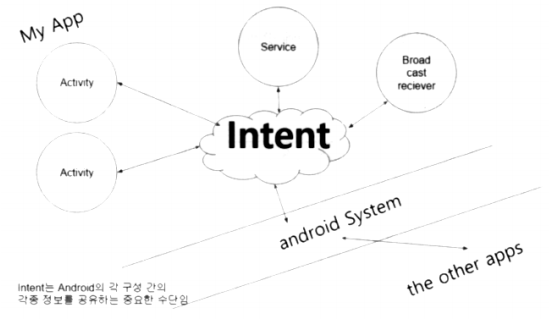 My App
Service
Broad
cast
reciever
Activity
Intent
Activity
android System
the other apps
Intent는 Android의 각 구성 간의
각종 정보를 공유하는 중요한 수단임